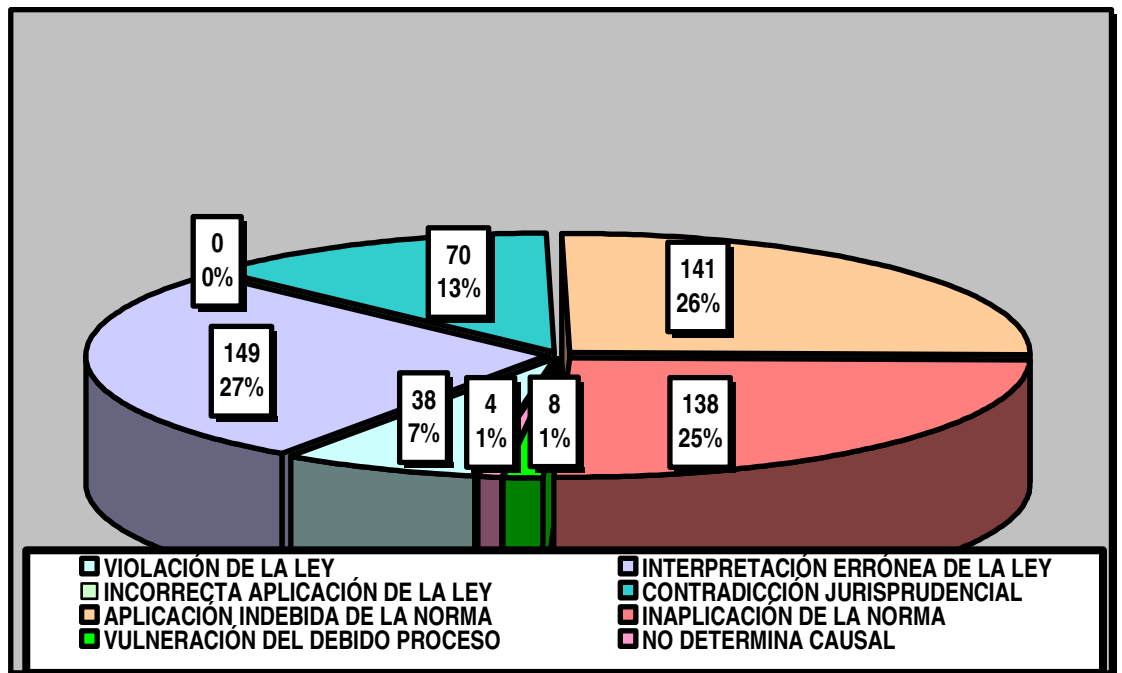 0
0%
70
13%
141
26%
149
27%
38
7%
4
1%
8
1%
138
25%
VIOLACIÓN DE LA LEY
INTERPRETACIÓN ERRÓNEA DE LA LEY
INCORRECTA APLICACIÓN DE LA LEY
CONTRADICCIÓN JURISPRUDENCIAL
APLICACIÓN INDEBIDA DE LA NORMA
INAPLICACIÓN DE LA NORMA
VULNERACIÓN DEL DEBIDO PROCESO
NO DETERMINA CAUSAL